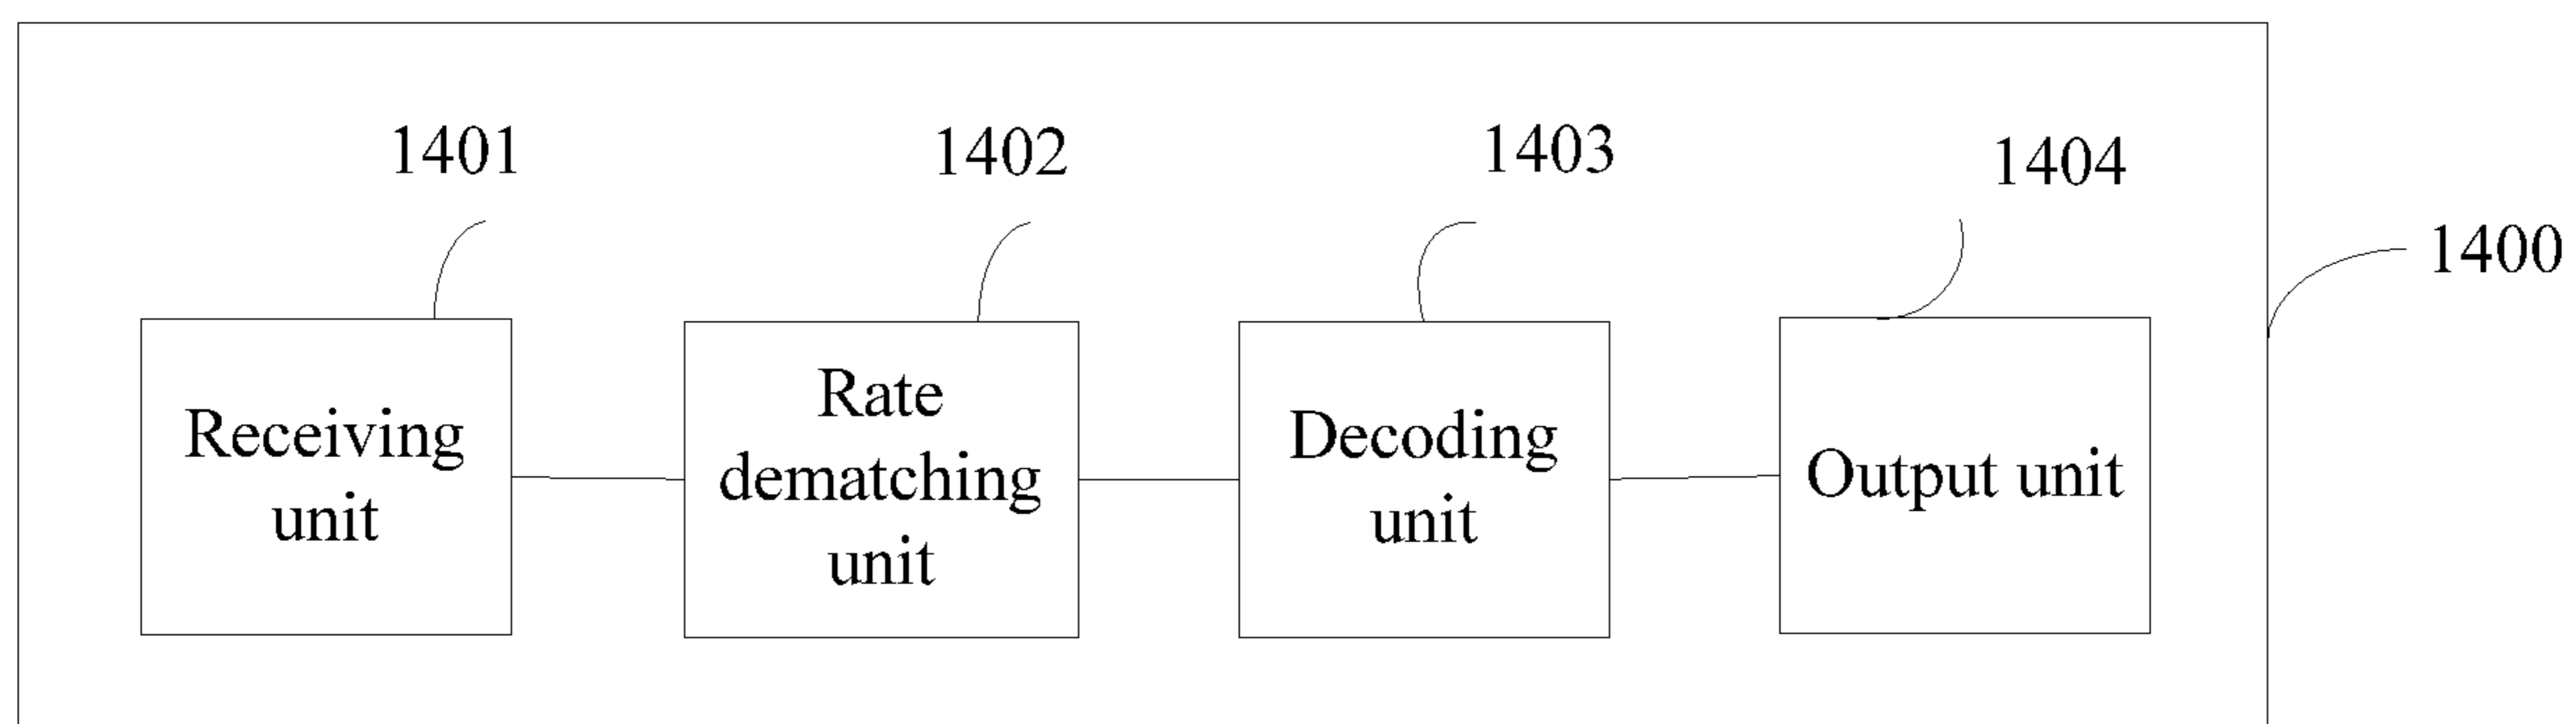 1401
1402
1403
1404
1400
Receiving
unit
Rate
dematching
unit
Decoding
unit
Output unit